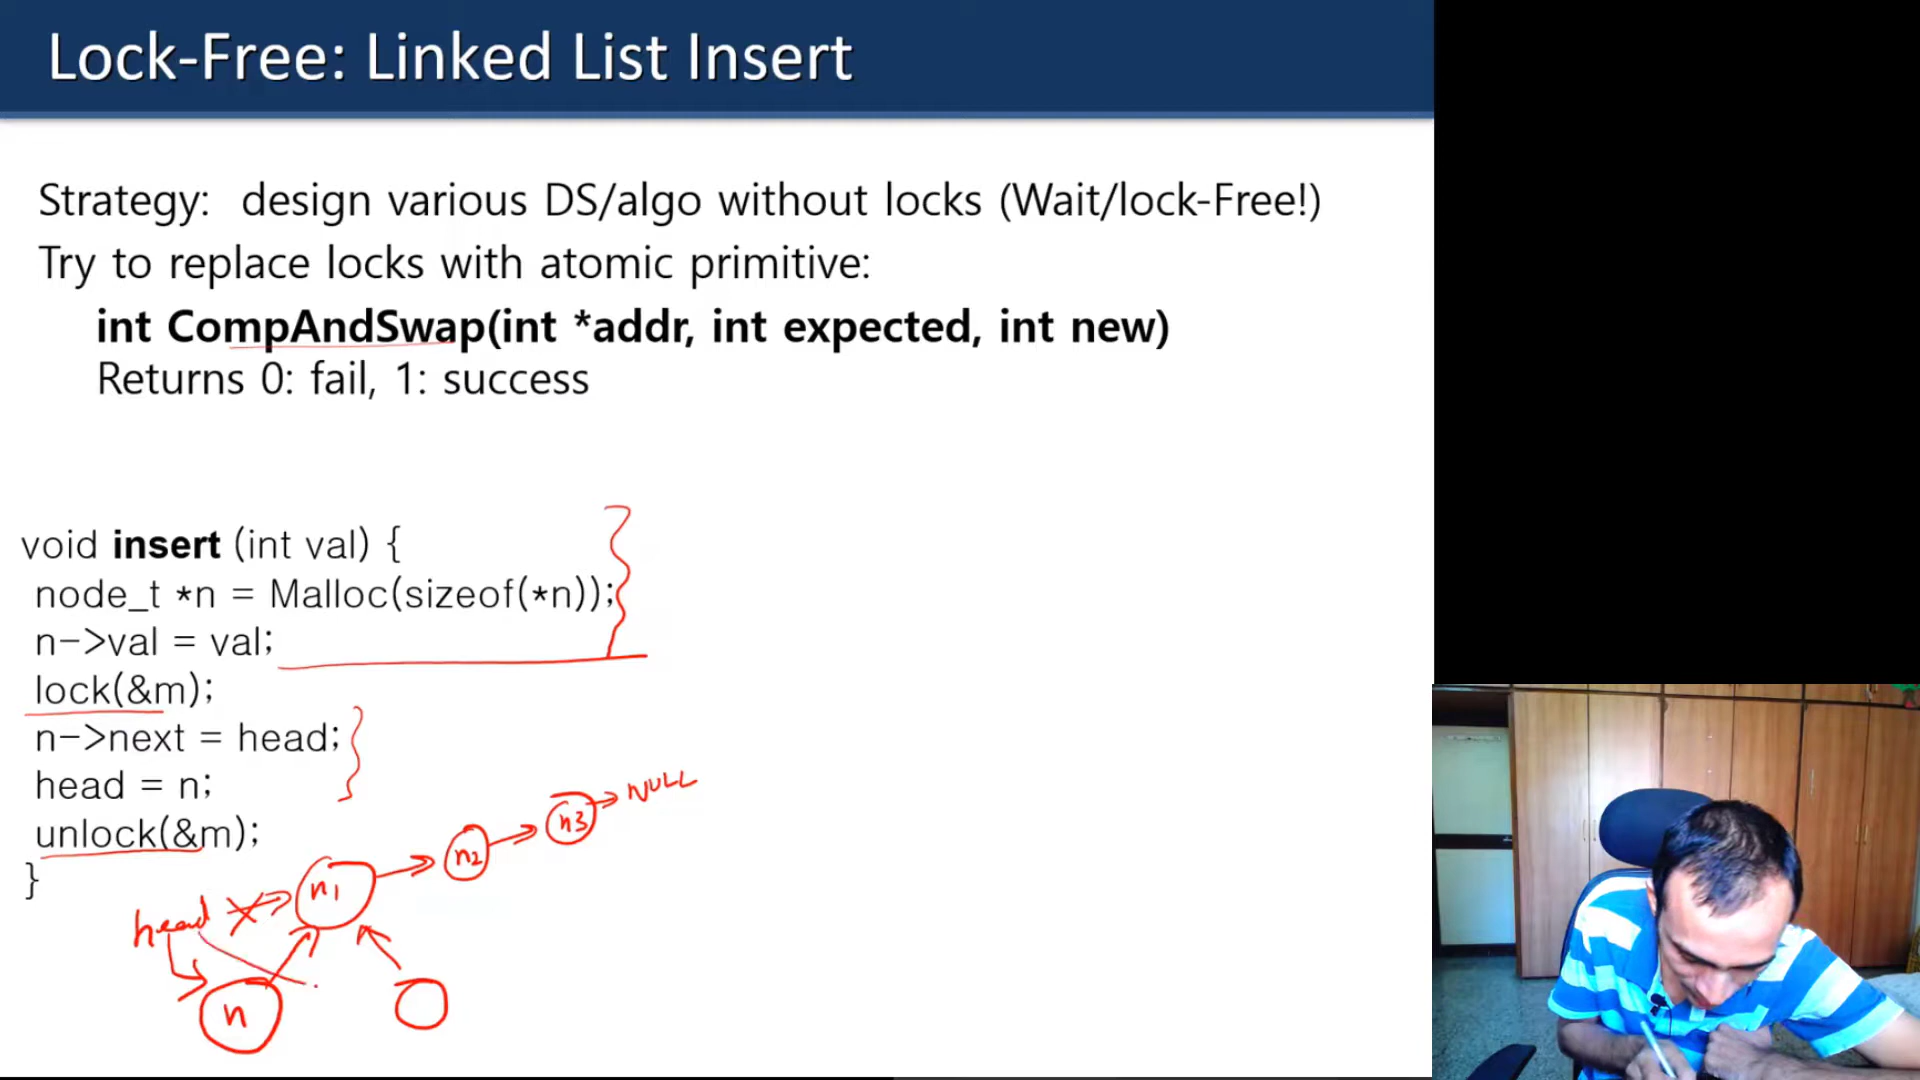 Lock-Free: Linked List Insert
Strategy: design various DS/algo without locks (Wait/lock-Free!)
Try to replace locks with atomic primitive:
int CompAndSwap(int *addr, int expected, int new)
Returns 0: fail, 1: success
void insert (int val) {
node_t *n = Malloc(sizeof(*n));
n->val = val;
lock(&m);
n->next = head;
head = n;
unlock(&m);
}
NULL
n3
n2
n1
head
n